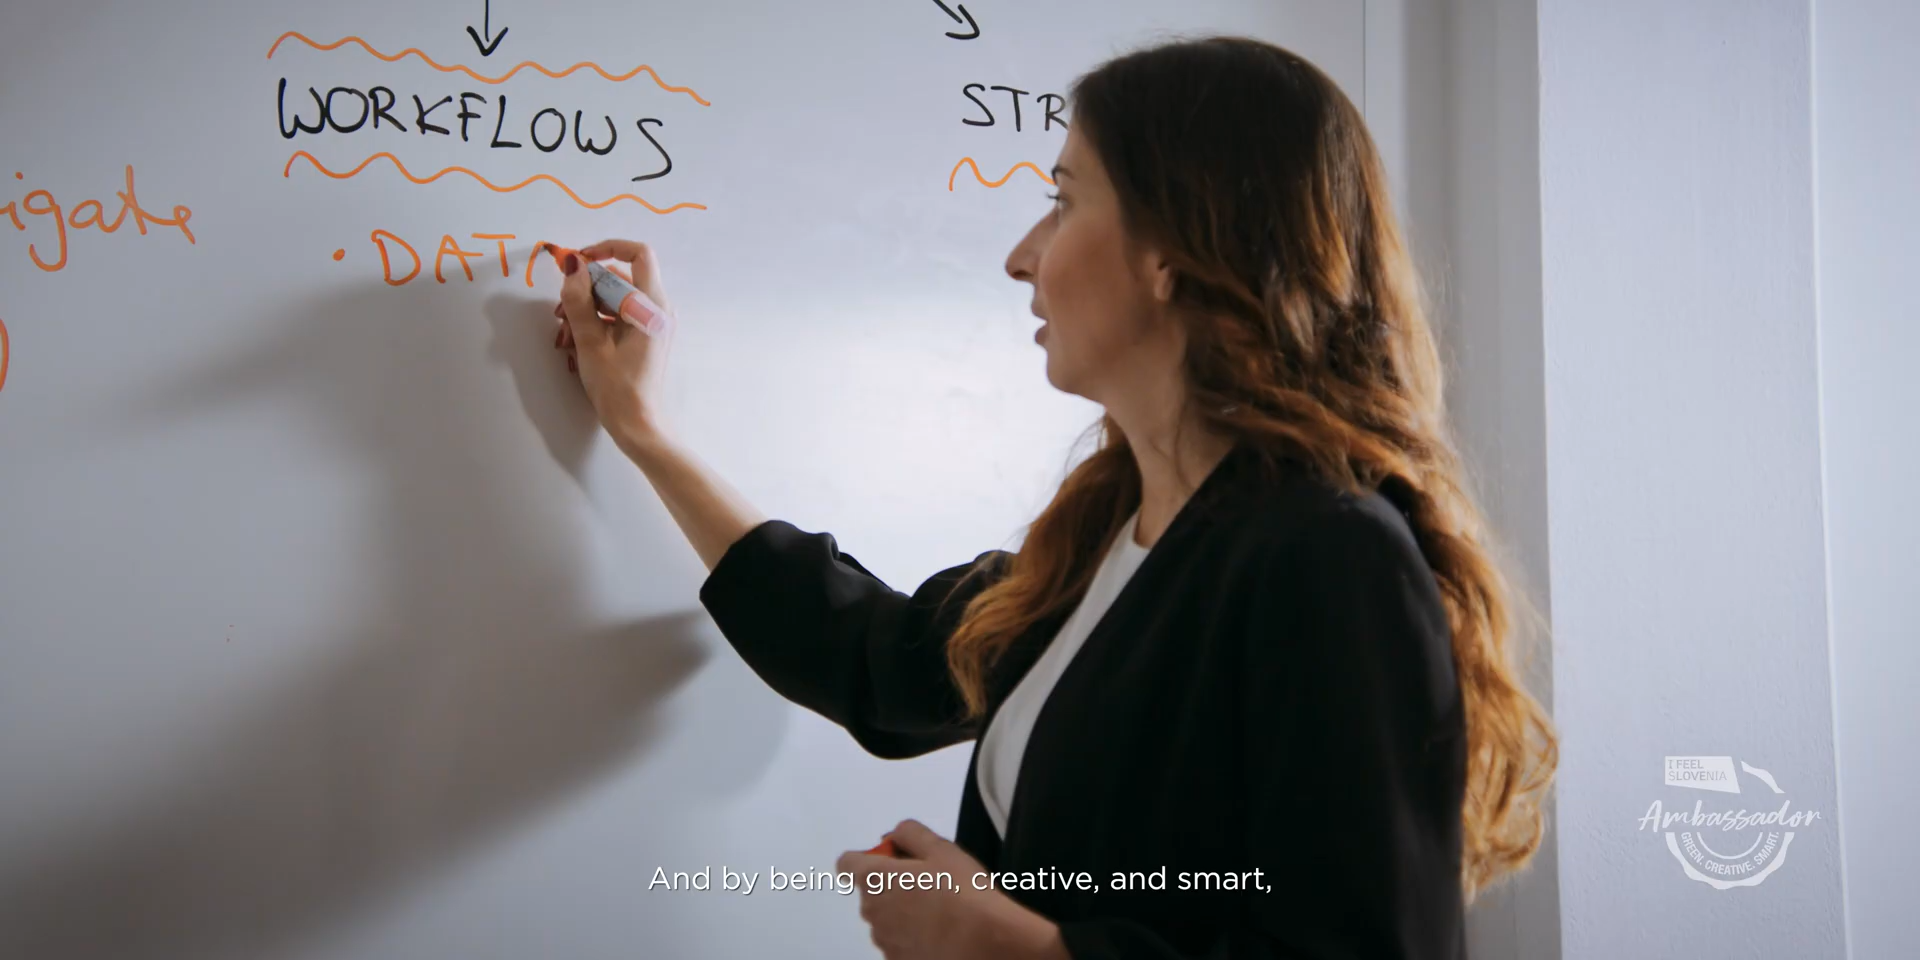 WORKFLOWS
STR
igate
• DATA
And by being green, creative, and smart,
I FEEL
SLOVENIA
Ambassador
GREEN. CREATIVE. SMART.